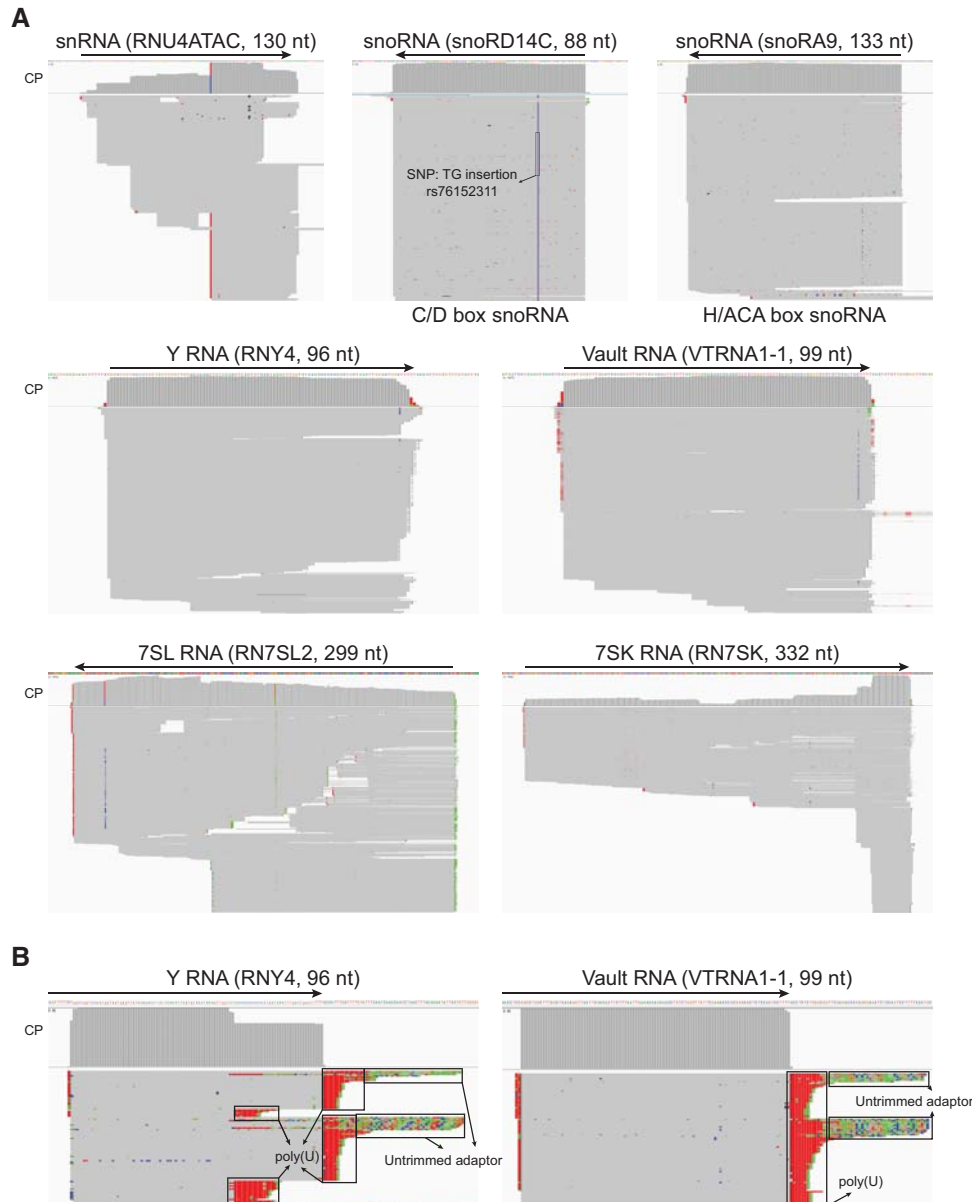 A
snRNA (RNU4ATAC, 130 nt)
snoRNA (snoRD14C, 88 nt)
snoRNA (snoRA9, 133 nt)
CP
SNP: TG insertion
rs76152311
C/D box snoRNA
H/ACA box snoRNA
Y RNA (RNY4, 96 nt)
Vault RNA (VTRNA1-1, 99 nt)
CP
7SL RNA (RN7SL2, 299 nt)
7SK RNA (RN7SK, 332 nt)
CP
B
Y RNA (RNY4, 96 nt)
Vault RNA (VTRNA1-1, 99 nt)
CP
poly(U)
Untrimmed adaptor
Untrimmed adaptor
poly(U)